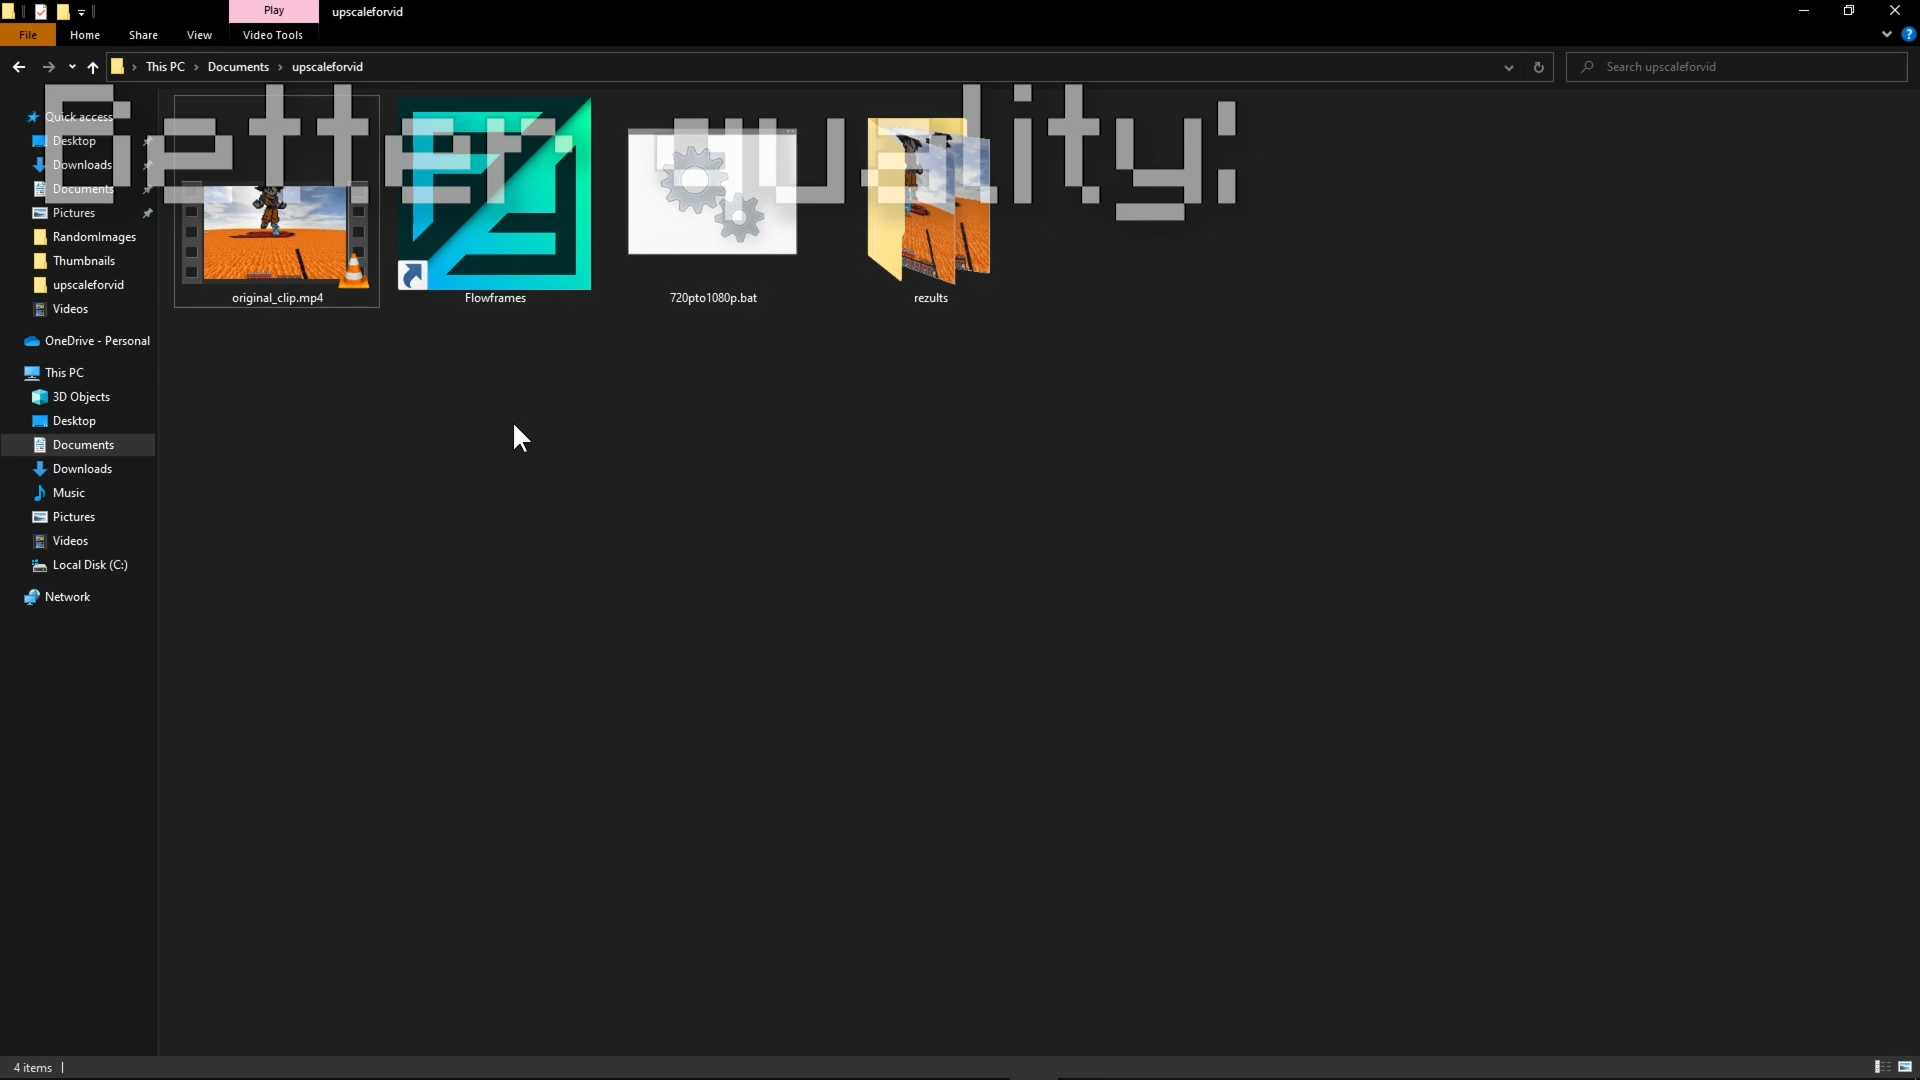 Play
upscaleforvid
File
Home
Share
View
Video Tools
This PC
Documents
upscaleforvid
Search upscaleforvid
Better quality:
Quick access
Desktop
Downloads
Documents
Pictures
RandomImages
Thumbnails
upscaleforvid
Videos
OneDrive - Personal
This PC
3D Objects
Desktop
Documents
Downloads
Music
Pictures
Videos
Local Disk (C:)
Network
original_clip.mp4
Flowframes
720pto1080p.bat
rezults
4 items